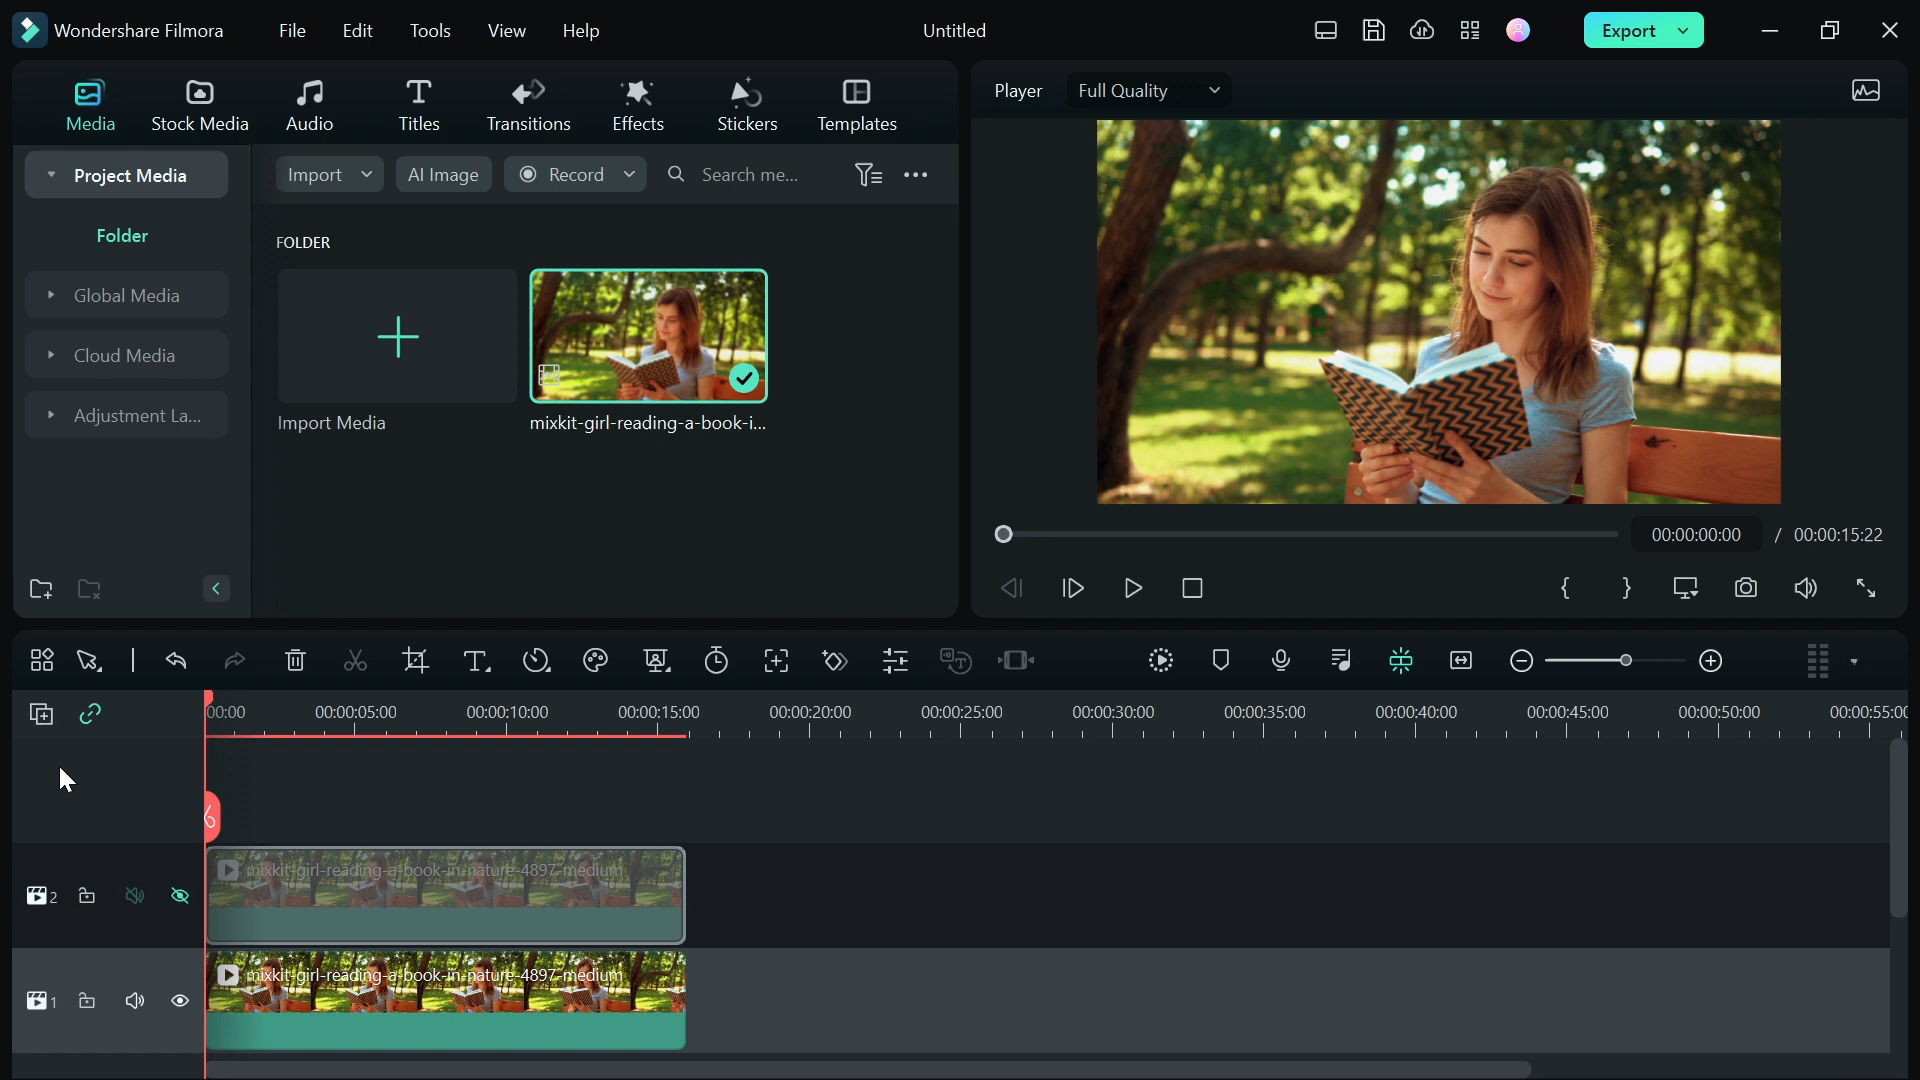 Wondershare Filmora
File
Edit
Tools
View
Help
Untitled
Export
Media
Stock Media
Audio
Titles
Transitions
Effects
Stickers
Templates
Player
Full Quality
Project Media
Folder
Global Media
Cloud Media
Adjustment La...
Import
AI Image
Record
Search me...
FOLDER
Import Media
mixkit-girl-reading-a-book-i...
00:00:00:00 / 00:00:15:22
00:00
00:00:05:00
00:00:10:00
00:00:15:00
00:00:20:00
00:00:25:00
00:00:30:00
00:00:35:00
00:00:40:00
00:00:45:00
00:00:50:00
00:00:55:00
2
mixkit-girl-reading-a-book-in-nature-4897-medium
1
mixkit-girl-reading-a-book-in-nature-4897-medium